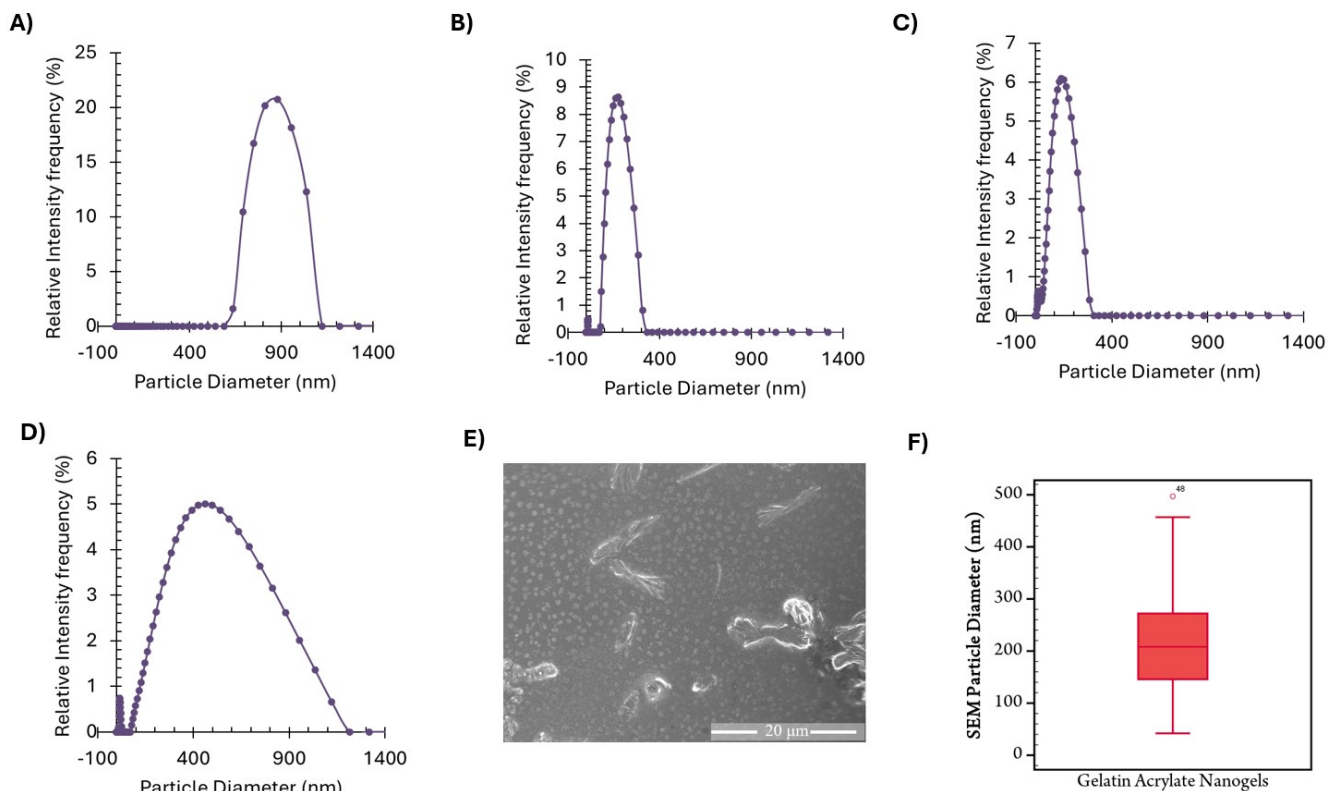 A)
Relative Intensity frequency (%)
25
20
15
10
5
0
-100 400 900 1400
Particle Diameter (nm)
B)
Relative Intensity frequency (%)
10
9
8
7
6
5
4
3
2
1
0
-100 400 900 1400
Particle Diameter (nm)
C)
Relative Intensity frequency (%)
7
6
5
4
3
2
1
0
-100 400 900 1400
Particle Diameter (nm)
D)
Relative Intensity frequency (%)
6
5
4
3
2
1
0
-100 400 900 1400
Particle Diameter (nm)
E)
20 μm
F)
SEM Particle Diameter (nm)
500
400
300
200
100
0
48
Gelatin Acrylate Nanogels